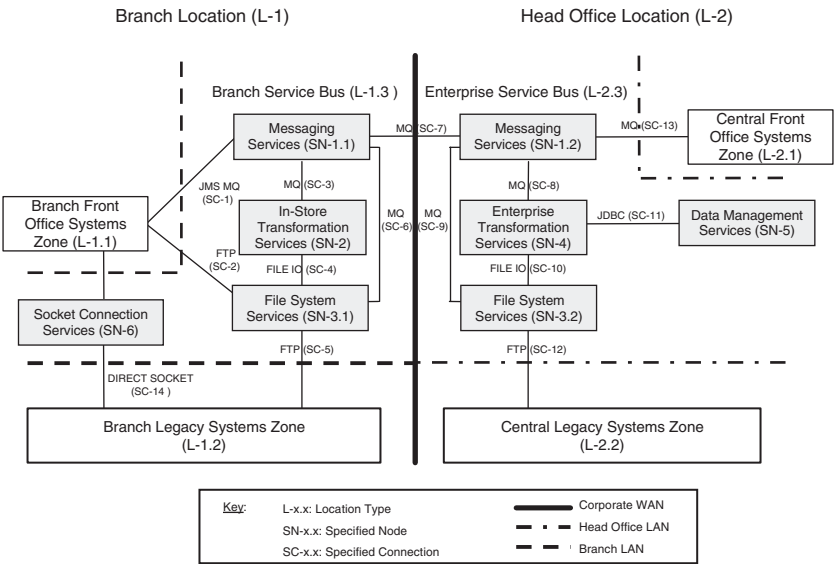 Branch Location (L-1)
Head Office Location (L-2)
Branch Service Bus (L-1.3 )
Enterprise Service Bus (L-2.3)
Messaging
Services (SN-1.1)
MQ (SC-7)
Messaging
Services (SN-1.2)
MQ (SC-13)
Central Front
Office Systems
Zone (L-2.1)
JMS MQ
(SC-1)
MQ (SC-3)
MQ (SC-8)
Branch Front
Office Systems
Zone (L-1.1)
In-Store
Transformation
Services (SN-2)
MQ
(SC-6)
MQ
(SC-9)
Enterprise
Transformation
Services (SN-4)
JDBC (SC-11)
Data Management
Services (SN-5)
FTP
(SC-2)
FILE IO (SC-4)
FILE IO (SC-10)
Socket Connection
Services (SN-6)
File System
Services (SN-3.1)
File System
Services (SN-3.2)
FTP (SC-5)
FTP (SC-12)
DIRECT SOCKET
(SC-14 )
Branch Legacy Systems Zone
(L-1.2)
Central Legacy Systems Zone
(L-2.2)
Key:
L-x.x: Location Type
SN-x.x: Specified Node
SC-x.x: Specified Connection
Corporate WAN
Head Office LAN
Branch LAN